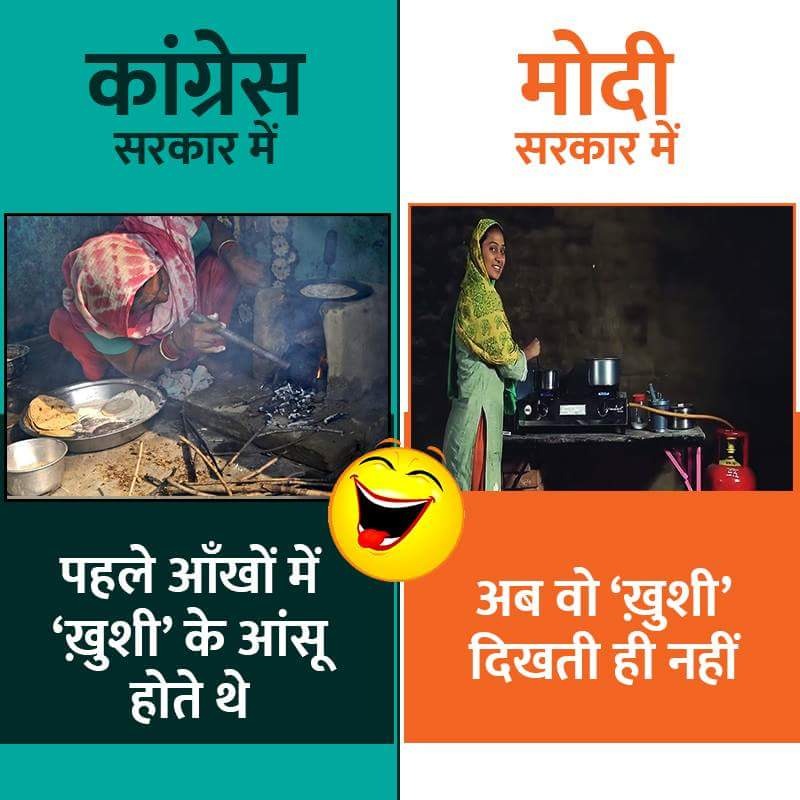 कांग्रेस
सरकार में
मोदी
सरकार में
पहले आँखों में
‘ख़ुशी’ के आंसू
होते थे
अब वो ‘ख़ुशी’
दिखती ही नहीं